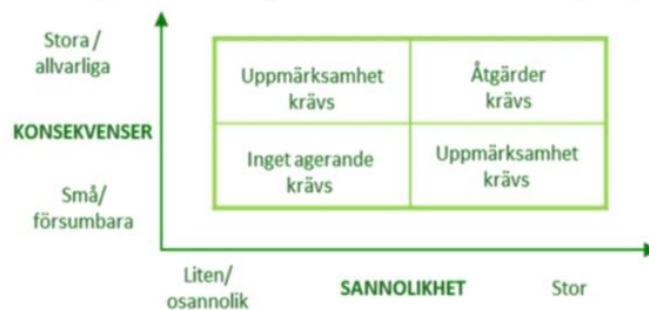 Stora /
allvarliga
Uppmärksamhet
krävs
Åtgärder
krävs
KONSEKVENSER
Inget agerande
krävs
Uppmärksamhet
krävs
Små/
försumbara
Liten/
osannolik
SANNOLIKHET
Stor